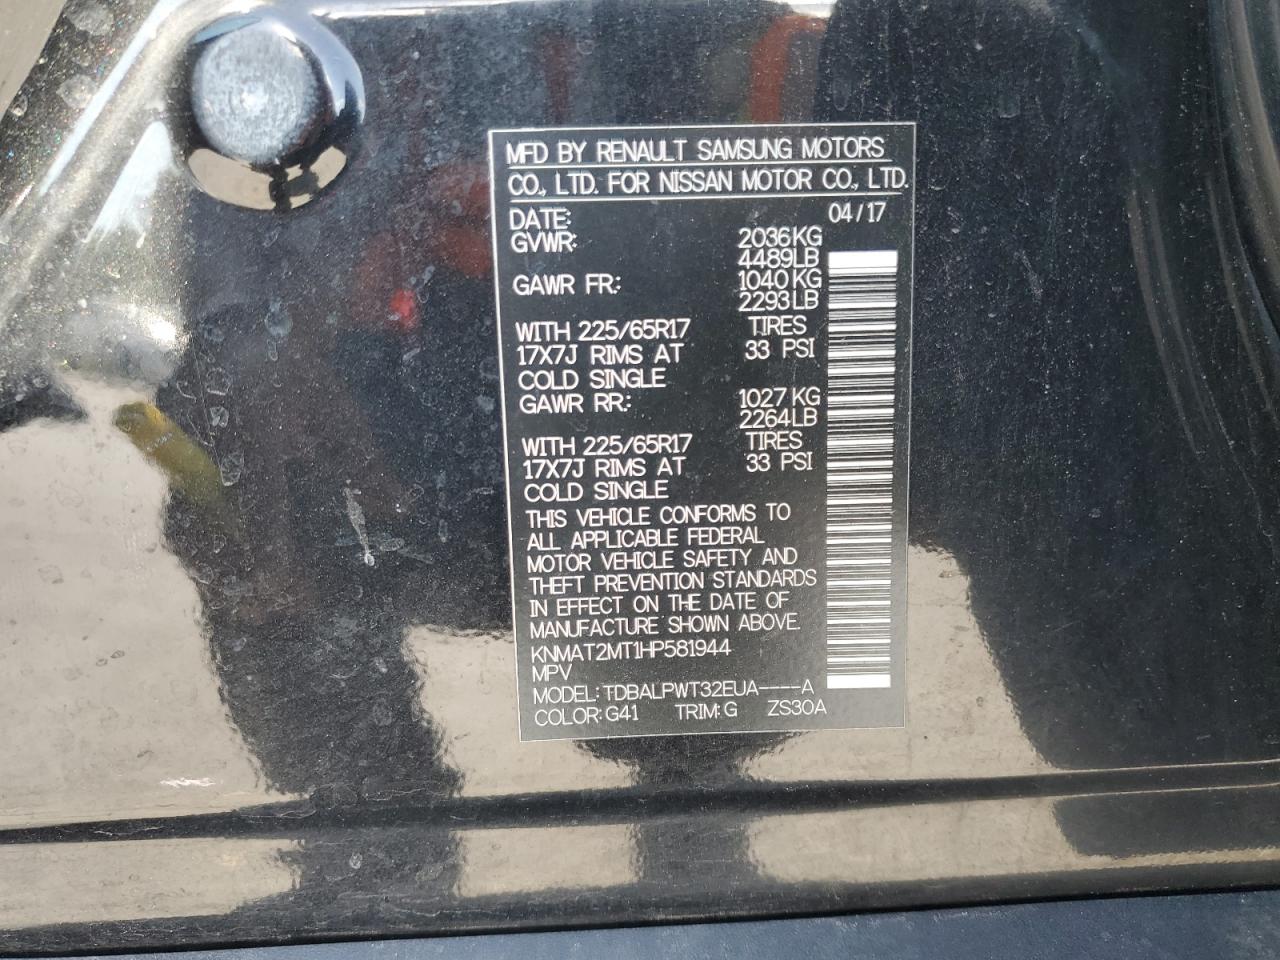 MFD BY RENAULT SAMSUNG MOTORS
CO., LTD. FOR NISSAN MOTOR CO., LTD.
DATE: 04/17
GVWR: 2036KG
4489LB
GAWR FR: 1040KG
2293LB
WITH 225/65R17 TIRES
17X7J RIMS AT 33 PSI
COLD SINGLE
GAWR RR: 1027KG
2264LB
WITH 225/65R17 TIRES
17X7J RIMS AT 33 PSI
COLD SINGLE
THIS VEHICLE CONFORMS TO
ALL APPLICABLE FEDERAL
MOTOR VEHICLE SAFETY AND
THEFT PREVENTION STANDARDS
IN EFFECT ON THE DATE OF
MANUFACTURE SHOWN ABOVE.
KNMAT2MT1HP581944
MPV
MODEL: TDBALPWT32EUA----A
COLOR: G41 TRIM: G ZS30A